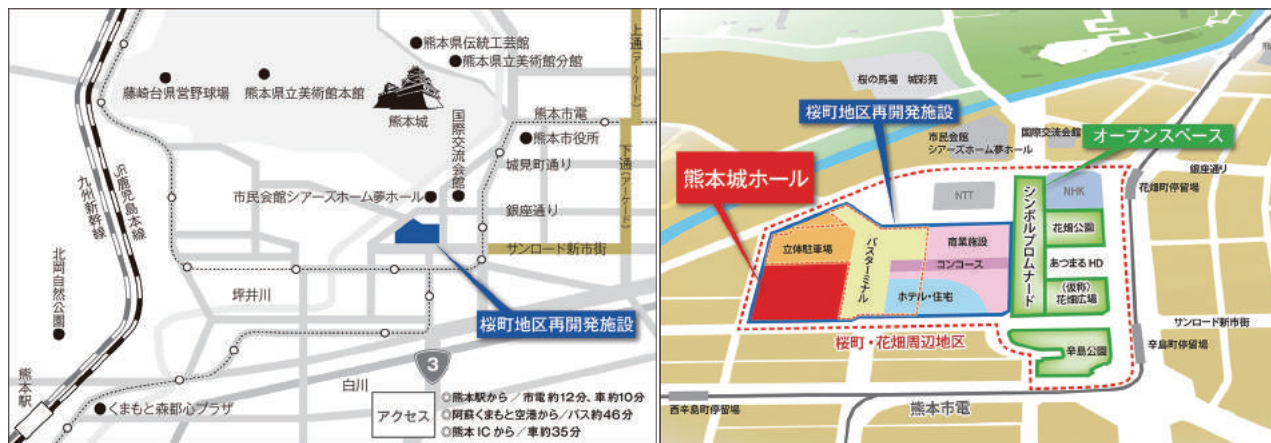 熊本県伝統工芸館
熊本県立美術館分館
藤崎台県営野球場
熊本県立美術館本館
熊本城
国際交流会館
上通(アーケード)
熊本市電
熊本市役所
城見町通り
下通(アーケード)
市民会館シアーズホーム夢ホール
銀座通り
サンロード新市街
JR鹿児島本線
九州新幹線
北岡自然公園
坪井川
桜町地区再開発施設
3
白川
熊本駅
くまもと森都心プラザ
アクセス
◎熊本駅から／市電約12分、車約10分
◎阿蘇くまもと空港から／バス約46分
◎熊本ICから／車約35分
桜の馬場 城彩苑
桜町地区再開発施設
市民会館
シアーズホーム夢ホール
国際交流会館
オープンスペース
熊本城ホール
銀座通り
花畑町停留場
NTT
NHK
シンボルプロムナード
花畑公園
立体駐車場
バスターミナル
商業施設
コンコース
あつまるHD
ホテル・住宅
(仮称)
花畑広場
サンロード新市街
桜町・花畑周辺地区
辛島公園
辛島町停留場
西辛島町停留場
熊本市電